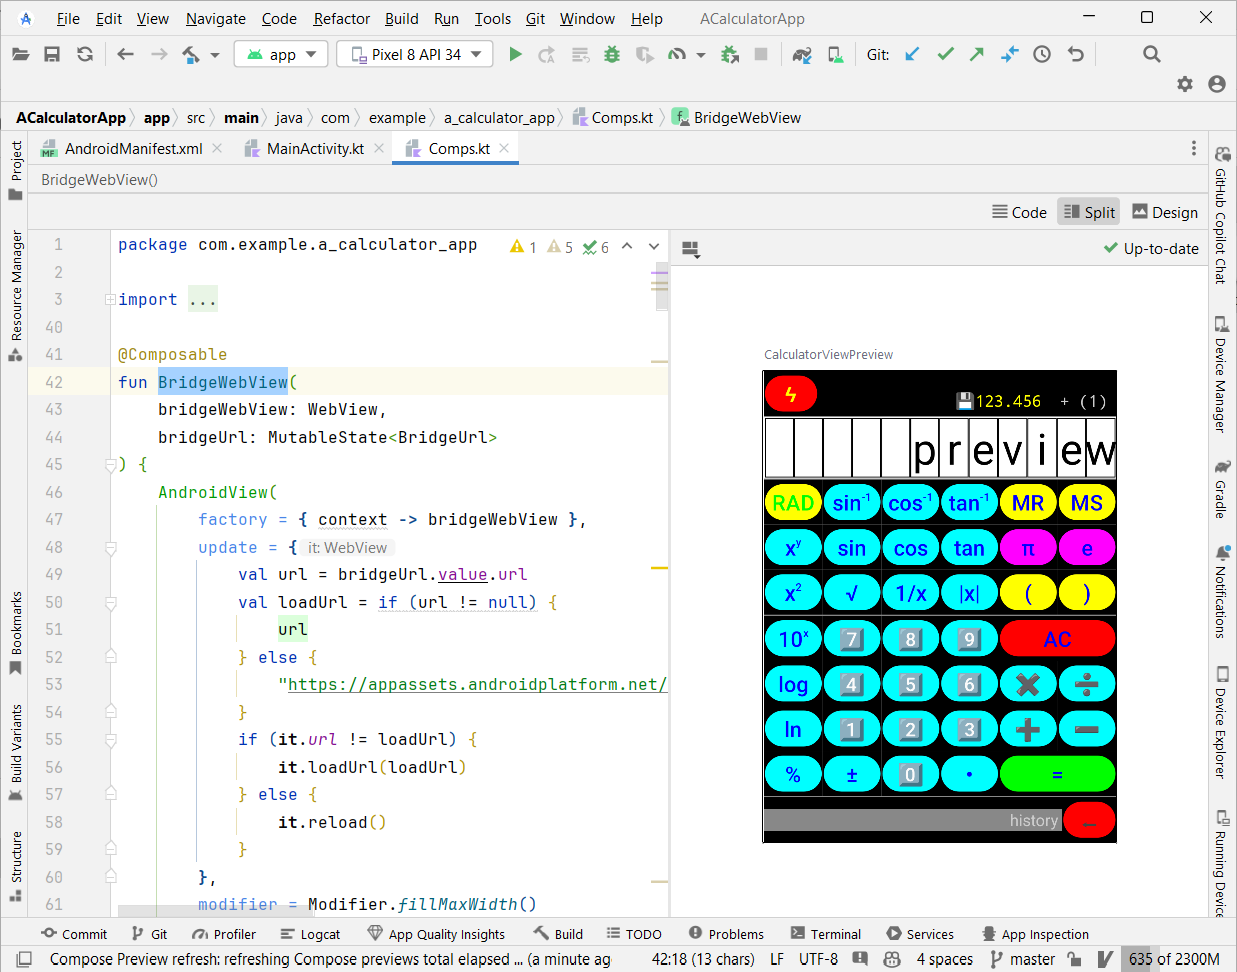 File Edit View Navigate Code Refactor Build Run Tools Git Window Help ACalculatorApp
app Pixel 8 API 34 Git:
ACalculatorApp app src main java com example a_calculator_app Comps.kt BridgeWebView
AndroidManifest.xml MainActivity.kt Comps.kt
BridgeWebView()
Code Split Design
Project
Resource Manager
Bookmarks
Build Variants
Structure
1 package com.example.a_calculator_app 1 5 6
2
3 import ...
40
41 @Composable
42 fun BridgeWebView(
43 bridgeWebView: WebView,
44 bridgeUrl: MutableState<BridgeUrl>
45 ) {
46 AndroidView(
47 factory = { context -> bridgeWebView },
48 update = { it: WebView
49 val url = bridgeUrl.value.url
50 val loadUrl = if (url != null) {
51 url
52 } else {
53 "https://appassets.androidplatform.net/
54 }
55 if (it.url != loadUrl) {
56 it.loadUrl(loadUrl)
57 } else {
58 it.reload()
59 }
60 },
61 modifier = Modifier.fillMaxWidth()
Up-to-date
CalculatorViewPreview
ϟ 💾123.456 + (1)
preview
RAD sin⁻¹ cos⁻¹ tan⁻¹ MR MS
xʸ sin cos tan π e
x² √ 1/x |x| ( )
10ˣ 7 8 9 AC
log 4 5 6 × ÷
ln 1 2 3 + −
% ± 0 · =
history _
GitHub Copilot Chat
Device Manager
Gradle
Notifications
Device Explorer
Running Device
Commit Git Profiler Logcat App Quality Insights Build TODO Problems Terminal Services App Inspection
Compose Preview refresh: refreshing Compose previews total elapsed ... (a minute ag 42:18 (13 chars) LF UTF-8 4 spaces master 635 of 2300M